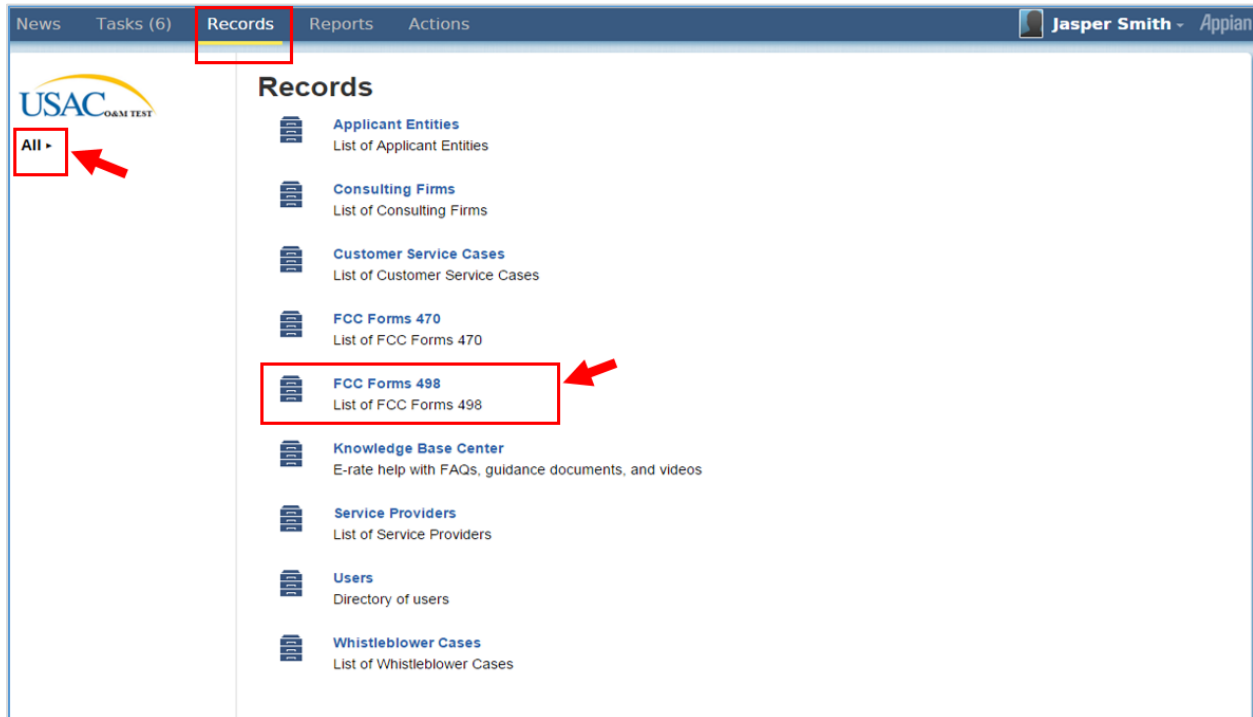 News Tasks (6) Records Reports Actions Jasper Smith Appian
USAC O&M TEST
All
Records
Applicant Entities
List of Applicant Entities
Consulting Firms
List of Consulting Firms
Customer Service Cases
List of Customer Service Cases
FCC Forms 470
List of FCC Forms 470
FCC Forms 498
List of FCC Forms 498
Knowledge Base Center
E-rate help with FAQs, guidance documents, and videos
Service Providers
List of Service Providers
Users
Directory of users
Whistleblower Cases
List of Whistleblower Cases